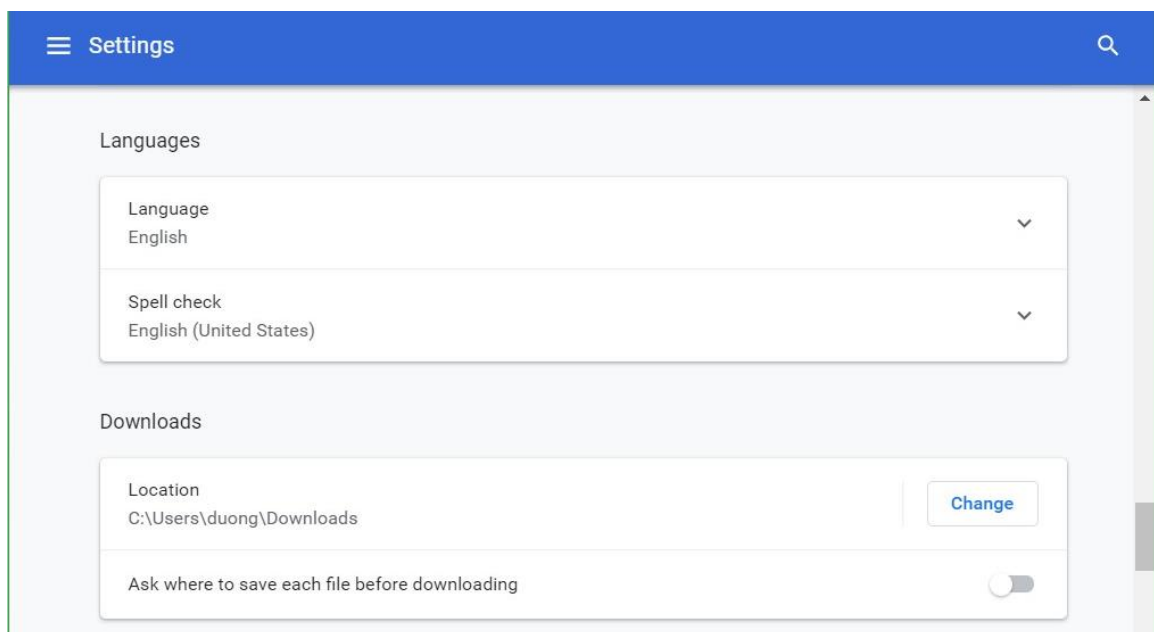 Settings
Languages
Language
English
Spell check
English (United States)
Downloads
Location
C:\Users\duong\Downloads
Change
Ask where to save each file before downloading